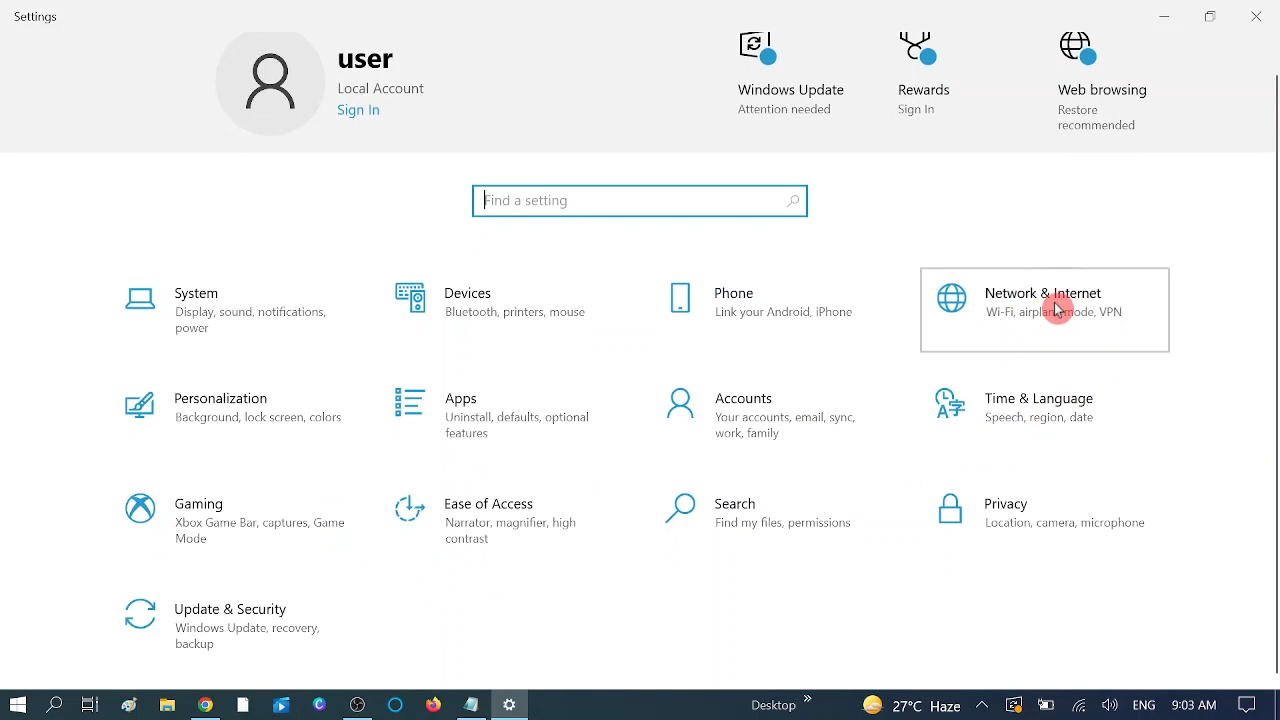 Settings
user
Local Account
Sign In
Windows Update
Attention needed
Rewards
Sign In
Web browsing
Restore
recommended
Find a setting
System
Display, sound, notifications,
power
Devices
Bluetooth, printers, mouse
Phone
Link your Android, iPhone
Network & Internet
Wi-Fi, airplane mode, VPN
Personalization
Background, lock screen, colors
Apps
Uninstall, defaults, optional
features
Accounts
Your accounts, email, sync,
work, family
Time & Language
Speech, region, date
Gaming
Xbox Game Bar, captures, Game
Mode
Ease of Access
Narrator, magnifier, high
contrast
Search
Find my files, permissions
Privacy
Location, camera, microphone
Update & Security
Windows Update, recovery,
backup
Desktop
27°C Haze
ENG
9:03 AM